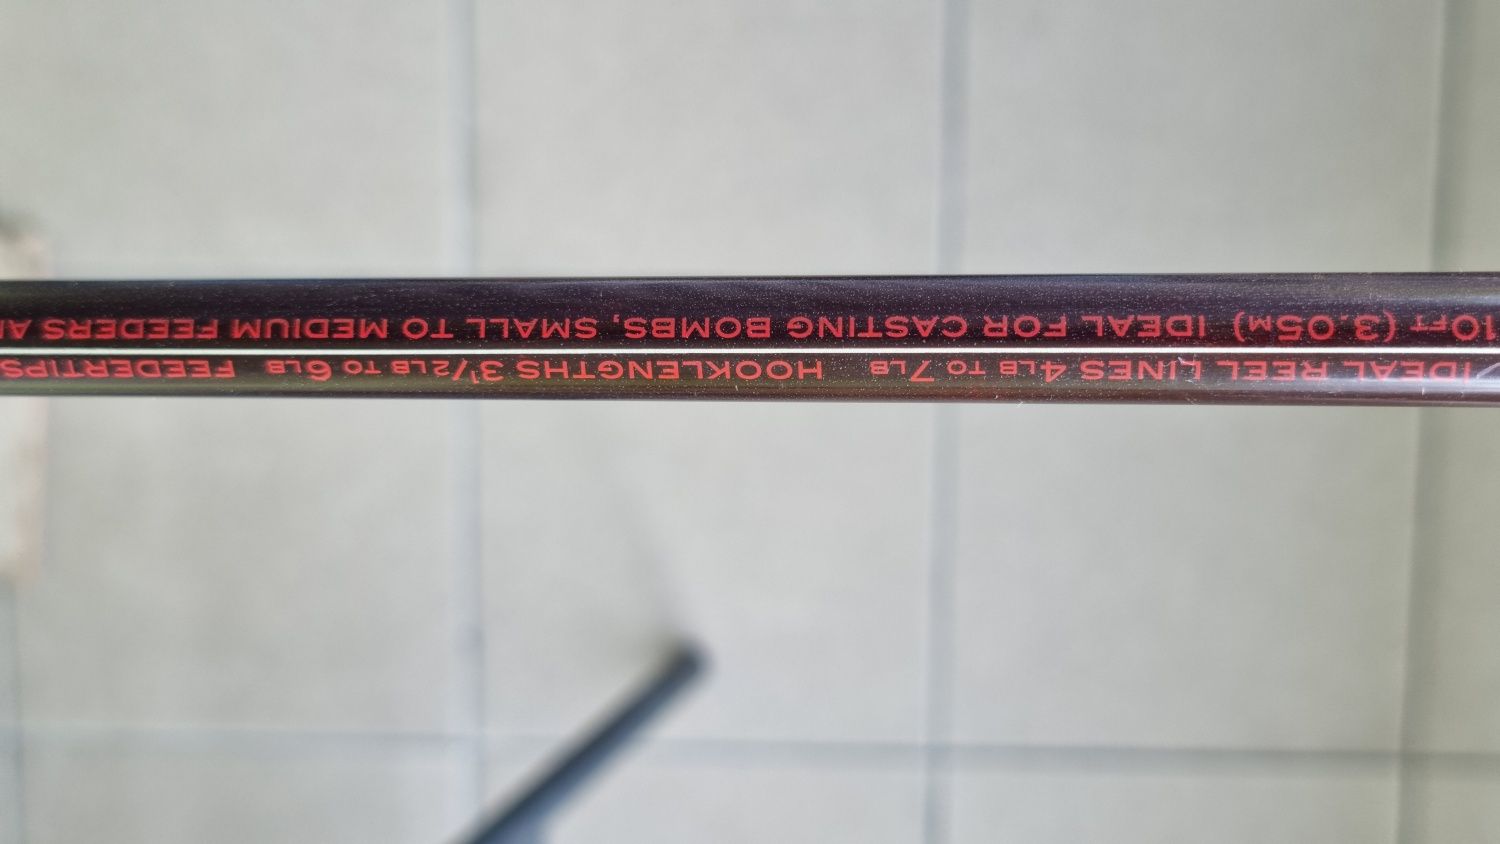 IDEAL REEL LINES 4LB TO 7LB HOOKLENGTHS 3½LB TO 6LB FEEDERTIPS
10FT (3.05M) IDEAL FOR CASTING BOMBS, SMALL TO MEDIUM FEEDERS